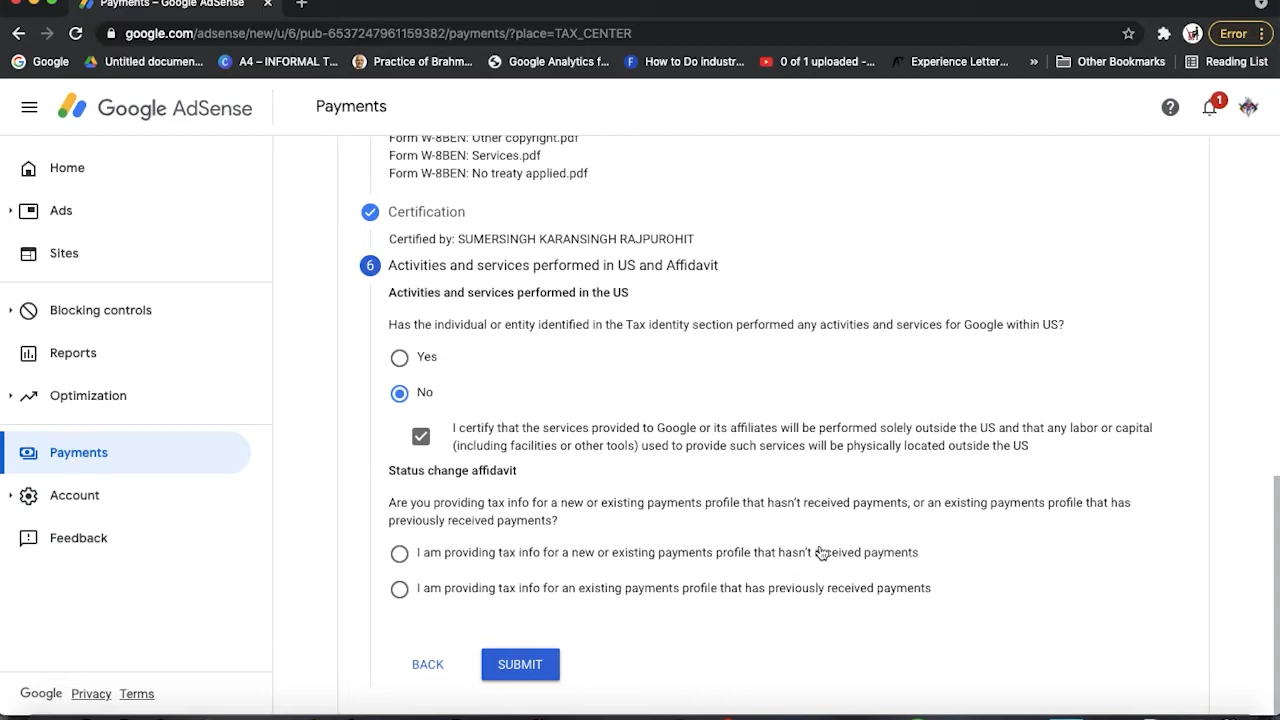 Payments – Google AdSense
google.com/adsense/new/u/6/pub-6537247961159382/payments/?place=TAX_CENTER
Error
Google
Untitled documen...
A4 – INFORMAL T...
Practice of Brahm...
Google Analytics f...
How to Do industr...
0 of 1 uploaded -...
Experience Letter...
»
Other Bookmarks
Reading List
Google AdSense
Payments
1
Home
Ads
Sites
Blocking controls
Reports
Optimization
Payments
Account
Feedback
Google Privacy Terms
Form W-8BEN: Other copyright.pdf
Form W-8BEN: Services.pdf
Form W-8BEN: No treaty applied.pdf
Certification
Certified by: SUMERSINGH KARANSINGH RAJPUROHIT
6 Activities and services performed in US and Affidavit
Activities and services performed in the US
Has the individual or entity identified in the Tax identity section performed any activities and services for Google within US?
Yes
No
I certify that the services provided to Google or its affiliates will be performed solely outside the US and that any labor or capital
(including facilities or other tools) used to provide such services will be physically located outside the US
Status change affidavit
Are you providing tax info for a new or existing payments profile that hasn't received payments, or an existing payments profile that has
previously received payments?
I am providing tax info for a new or existing payments profile that hasn't received payments
I am providing tax info for an existing payments profile that has previously received payments
BACK
SUBMIT